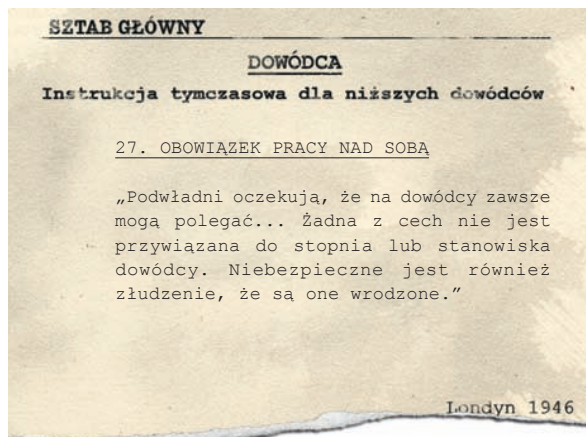 SZTAB GŁÓWNY
DOWÓDCA
Instrukcja tymczasowa dla niższych dowódców
27. OBOWIĄZEK PRACY NAD SOBĄ
„Podwładni oczekują, że na dowódcy zawsze
mogą polegać... Żadna z cech nie jest
przywiązana do stopnia lub stanowiska
dowódcy. Niebezpieczne jest również
złudzenie, że są one wrodzone.”
Londyn 1946